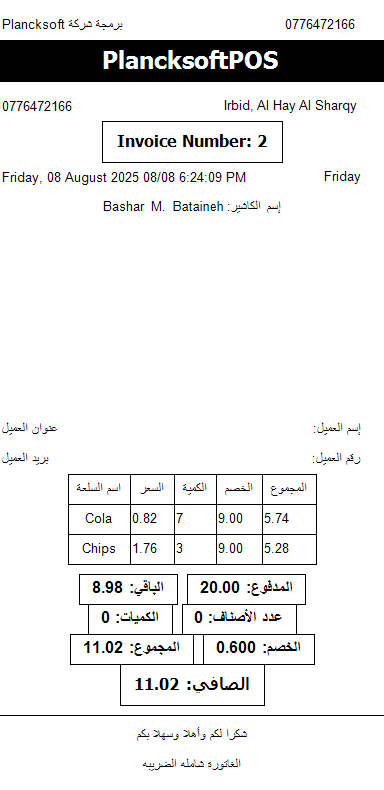 برمجة شركة Plancksoft 0776472166
PlancksoftPOS
0776472166 Irbid, Al Hay Al Sharqy
Invoice Number: 2
Friday, 08 August 2025 08/08 6:24:09 PM Friday
إسم الكاشير: Bashar M. Bataineh
إسم العميل: عنوان العميل
رقم العميل: بريد العميل
اسم السلعة السعر الكمية الخصم المجموع
Cola 0.82 7 9.00 5.74
Chips 1.76 3 9.00 5.28
المدفوع: 20.00 الباقي: 8.98
عدد الأصناف: 0 الكميات: 0
الخصم: 0.600 المجموع: 11.02
الصافي: 11.02
شكرا لكم وأهلا وسهلا بكم
الفاتورة شامله الضريبه